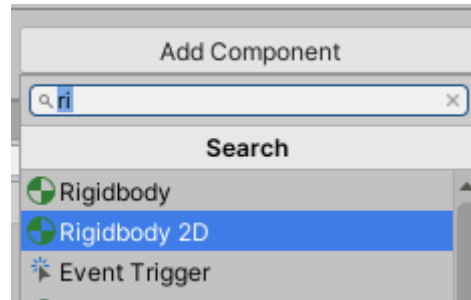 Add Component
ri
Search
Rigidbody
Rigidbody 2D
Event Trigger